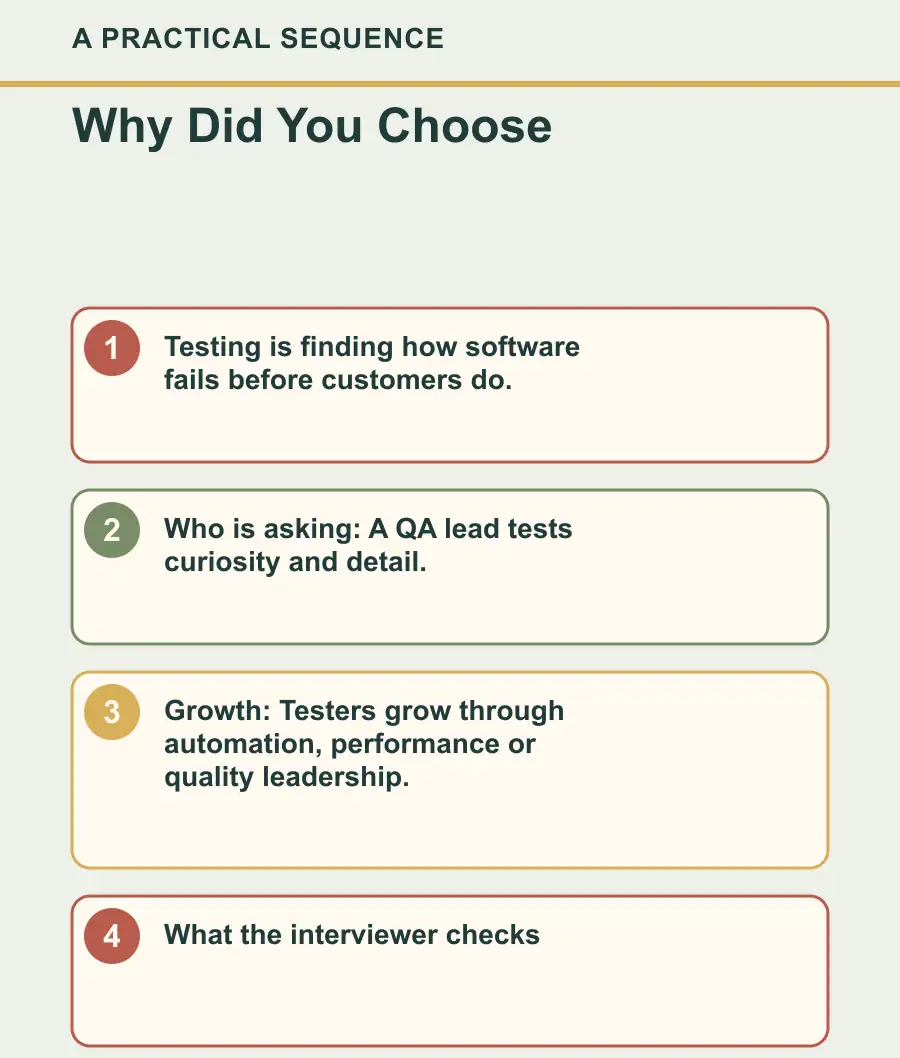 A PRACTICAL SEQUENCE
Why Did You Choose
1
Testing is finding how software
fails before customers do.
2
Who is asking: A QA lead tests
curiosity and detail.
3
Growth: Testers grow through
automation, performance or
quality leadership.
4
What the interviewer checks